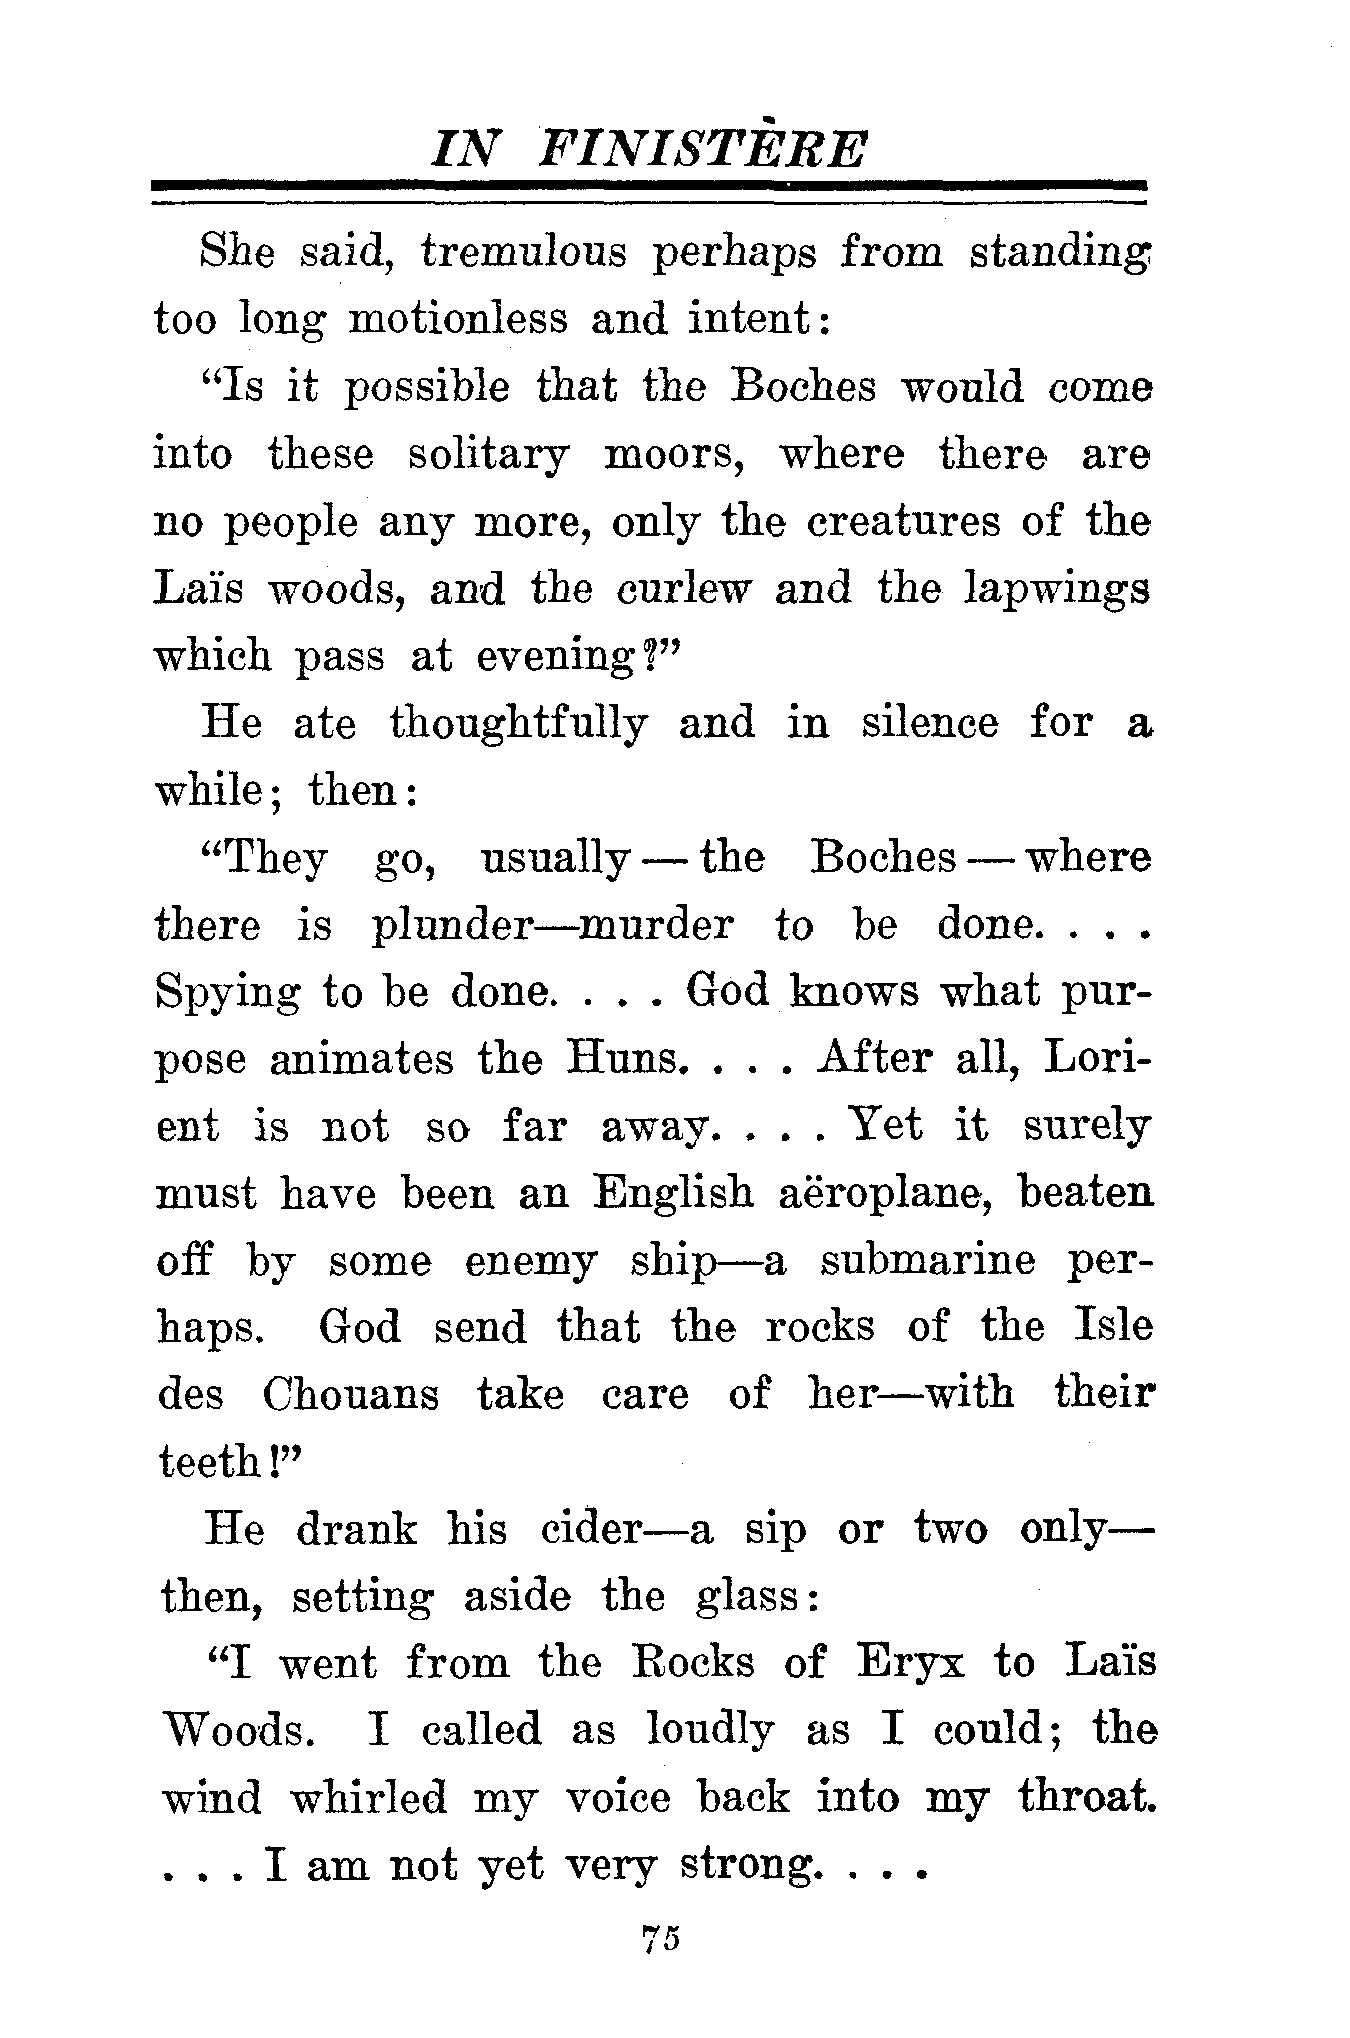 IN FINISTÈRE
She said, tremulous perhaps from standing
too long motionless and intent:
“Is it possible that the Boches would come
into these solitary moors, where there are
no people any more, only the creatures of the
Laïs woods, and the curlew and the lapwings
which pass at evening?”
He ate thoughtfully and in silence for a
while; then:
“They go, usually — the Boches — where
there is plunder—murder to be done. . . .
Spying to be done. . . . God knows what pur-
pose animates the Huns. . . . After all, Lori-
ent is not so far away. . . . Yet it surely
must have been an English aëroplane, beaten
off by some enemy ship—a submarine per-
haps. God send that the rocks of the Isle
des Chouans take care of her—with their
teeth!”
He drank his cider—a sip or two only—
then, setting aside the glass:
“I went from the Rocks of Eryx to Laïs
Woods. I called as loudly as I could; the
wind whirled my voice back into my throat.
. . . I am not yet very strong. . . .
75